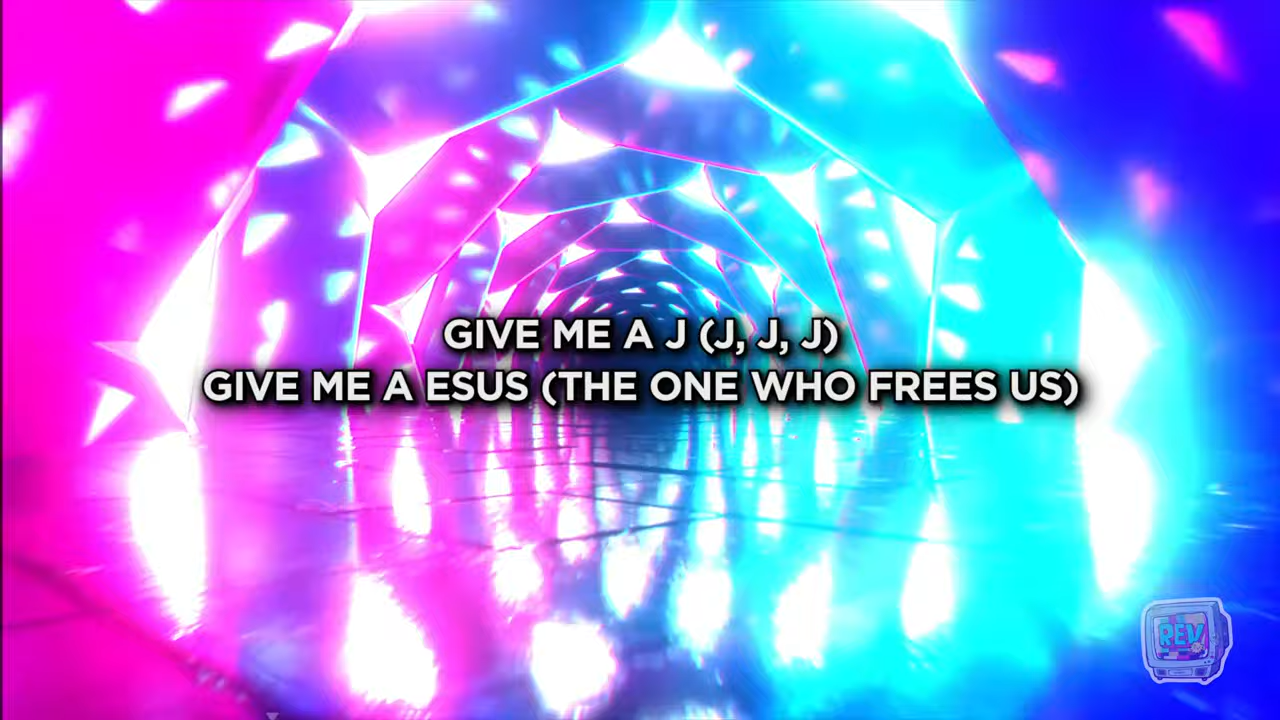 GIVE ME A J (J, J, J)
GIVE ME A ESUS (THE ONE WHO FREES US)
REV